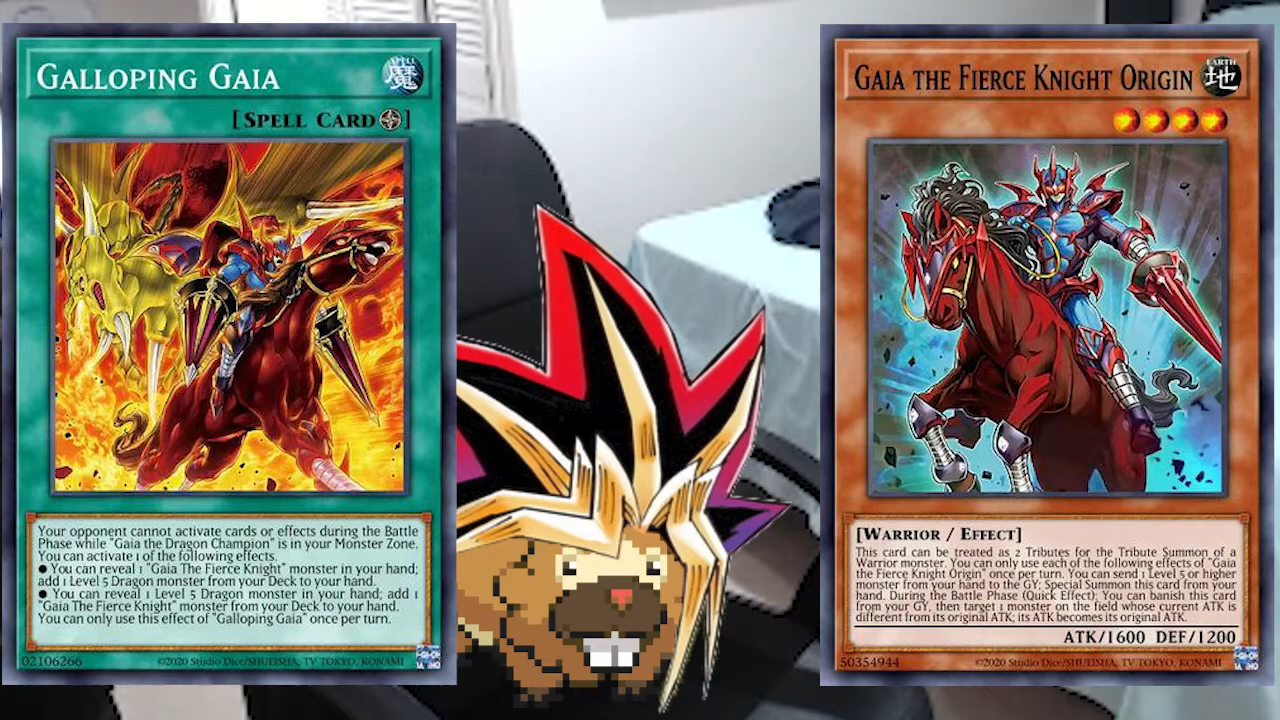 GALLOPING GAIA
魔
[SPELL CARD]
Your opponent cannot activate cards or effects during the Battle
Phase while "Gaia the Dragon Champion" is in your Monster Zone.
You can activate 1 of the following effects.
● You can reveal 1 "Gaia The Fierce Knight" monster in your hand;
add 1 Level 5 Dragon monster from your Deck to your hand.
● You can reveal 1 Level 5 Dragon monster in your hand; add 1
"Gaia The Fierce Knight" monster from your Deck to your hand.
You can only use this effect of "Galloping Gaia" once per turn.
02106266
©2020 Studio Dice/SHUEISHA, TV TOKYO, KONAMI
GAIA THE FIERCE KNIGHT ORIGIN
EARTH
地
[WARRIOR / EFFECT]
This card can be treated as 2 Tributes for the Tribute Summon of a
Warrior monster. You can only use each of the following effects of "Gaia
the Fierce Knight Origin" once per turn. You can send 1 Level 5 or higher
monster from your hand to the GY; Special Summon this card from your
hand. During the Battle Phase (Quick Effect): You can banish this card
from your GY, then target 1 monster on the field whose current ATK is
different from its original ATK; its ATK becomes its original ATK.
ATK/1600 DEF/1200
50354944
©2020 Studio Dice/SHUEISHA, TV TOKYO, KONAMI